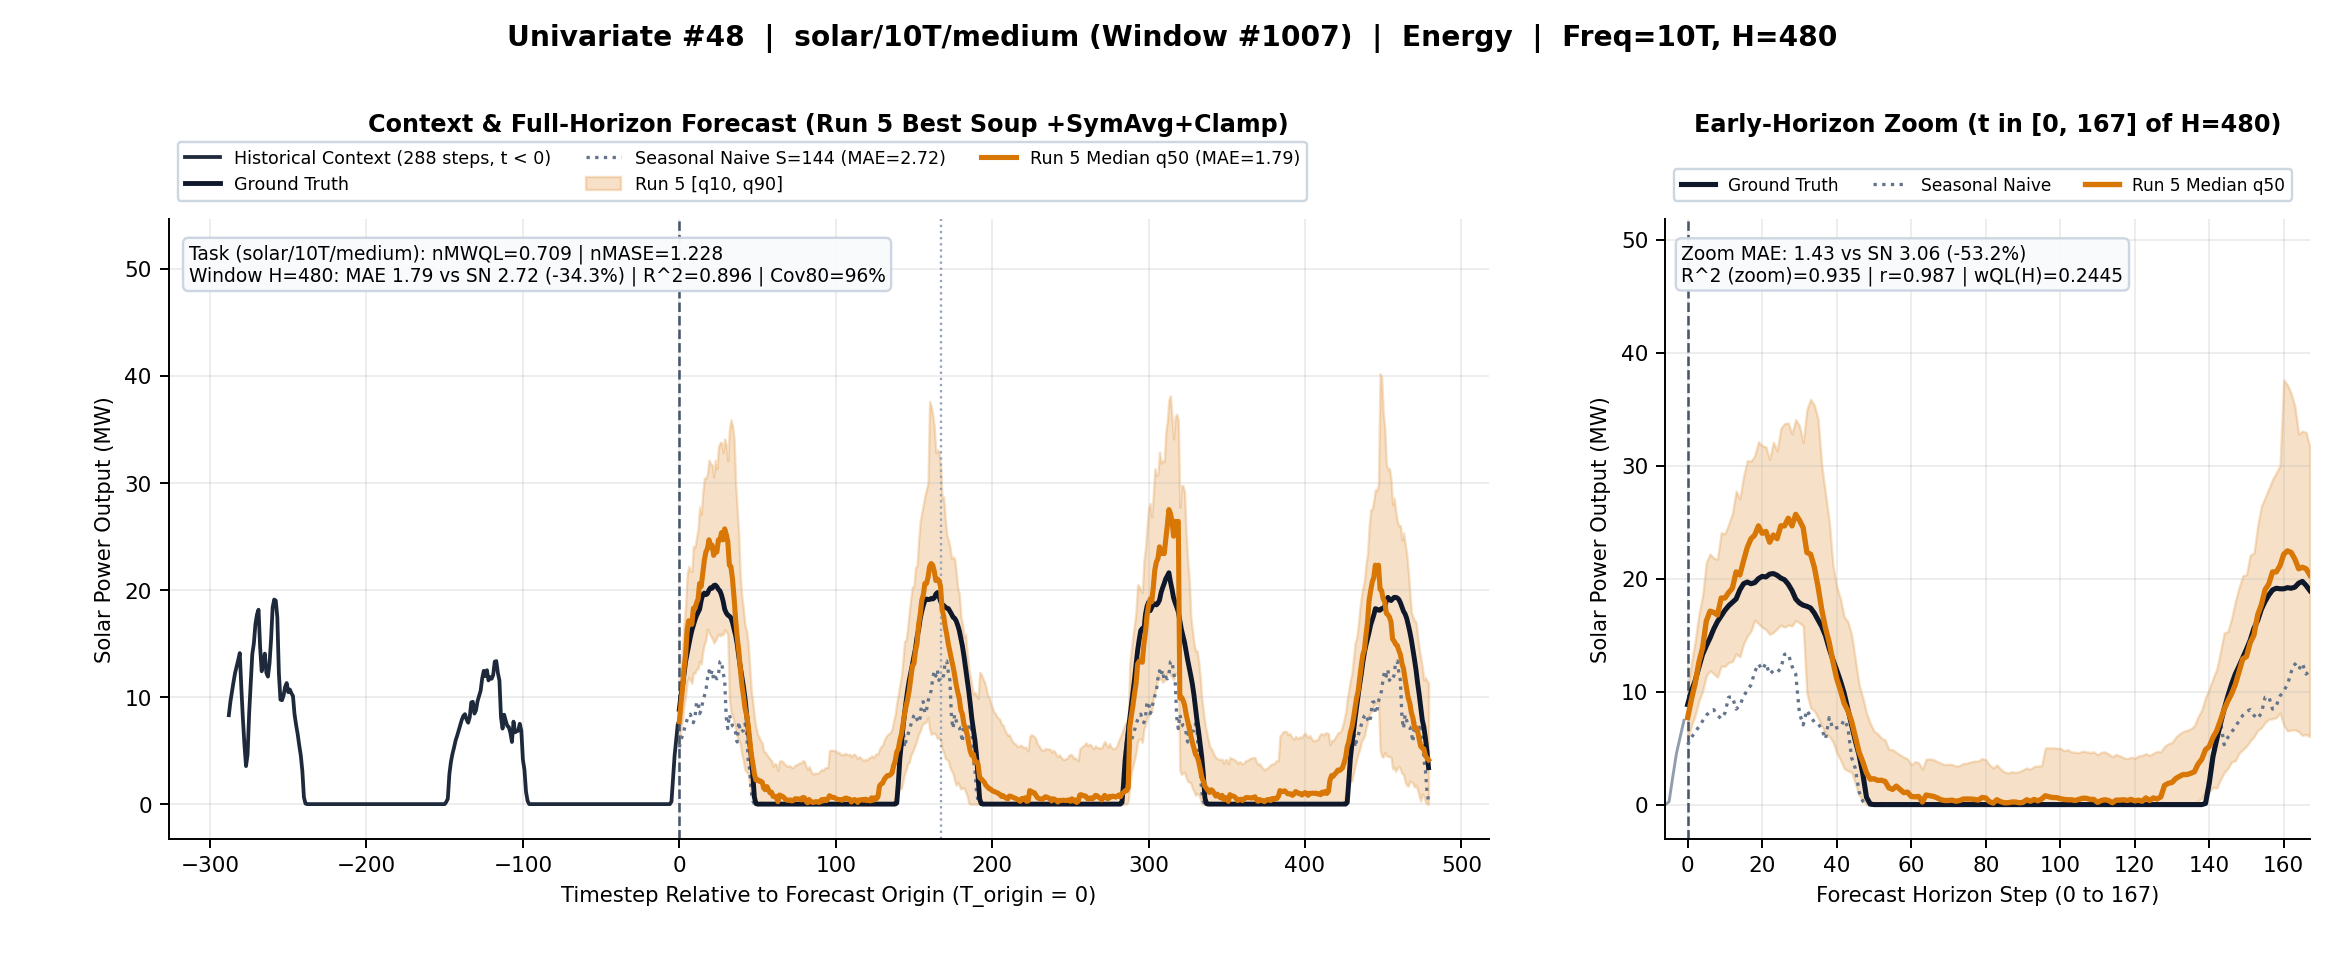 Univariate #48 | solar/10T/medium (Window #1007) | Energy | Freq=10T, H=480
Context & Full-Horizon Forecast (Run 5 Best Soup +SymAvg+Clamp)
Historical Context (288 steps, t < 0)
Ground Truth
Seasonal Naive S=144 (MAE=2.72)
Run 5 [q10, q90]
Run 5 Median q50 (MAE=1.79)
Task (solar/10T/medium): nMWQL=0.709 | nMASE=1.228
Window H=480: MAE 1.79 vs SN 2.72 (-34.3%) | R^2=0.896 | Cov80=96%
Solar Power Output (MW)
50
40
30
20
10
0
−300 −200 −100 0 100 200 300 400 500
Timestep Relative to Forecast Origin (T_origin = 0)
Early-Horizon Zoom (t in [0, 167] of H=480)
Ground Truth Seasonal Naive Run 5 Median q50
Zoom MAE: 1.43 vs SN 3.06 (-53.2%)
R^2 (zoom)=0.935 | r=0.987 | wQL(H)=0.2445
Solar Power Output (MW)
50
40
30
20
10
0
0 20 40 60 80 100 120 140 160
Forecast Horizon Step (0 to 167)